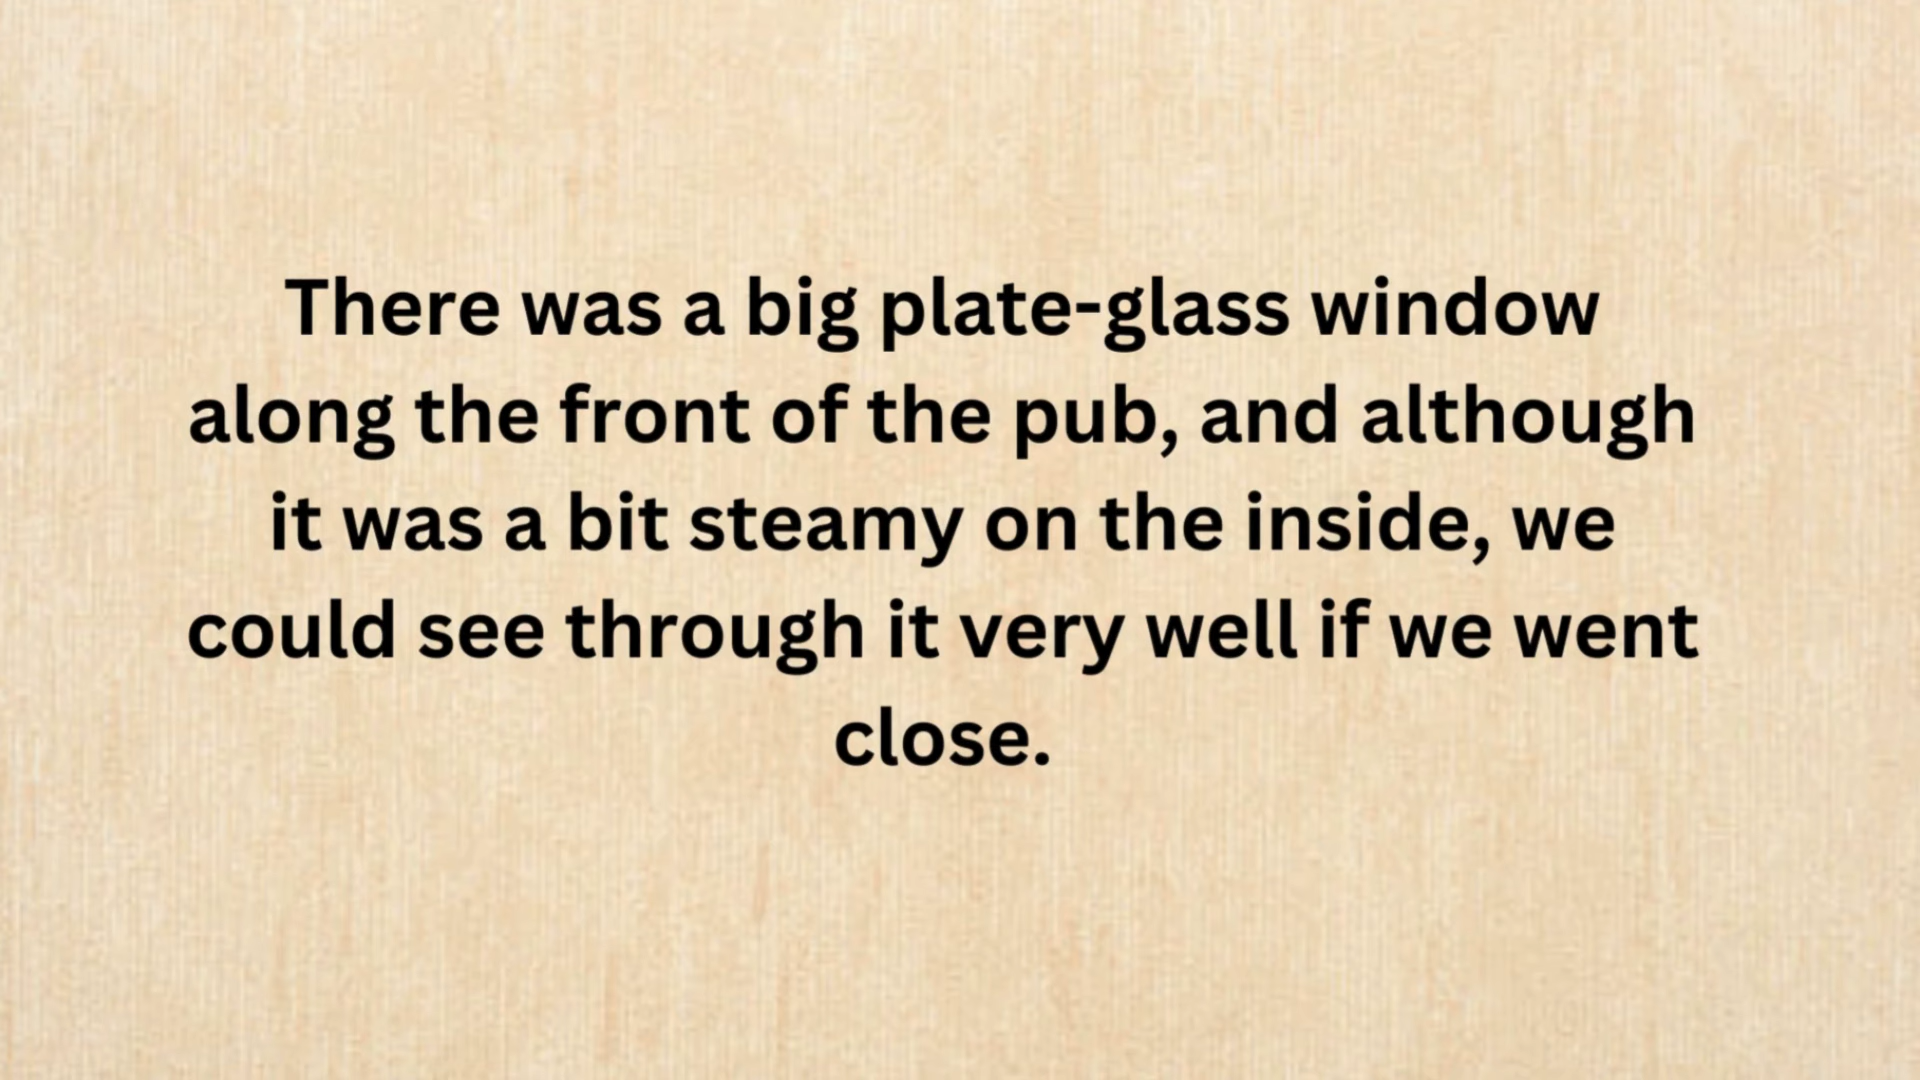 There was a big plate-glass window
along the front of the pub, and although
it was a bit steamy on the inside, we
could see through it very well if we went
close.